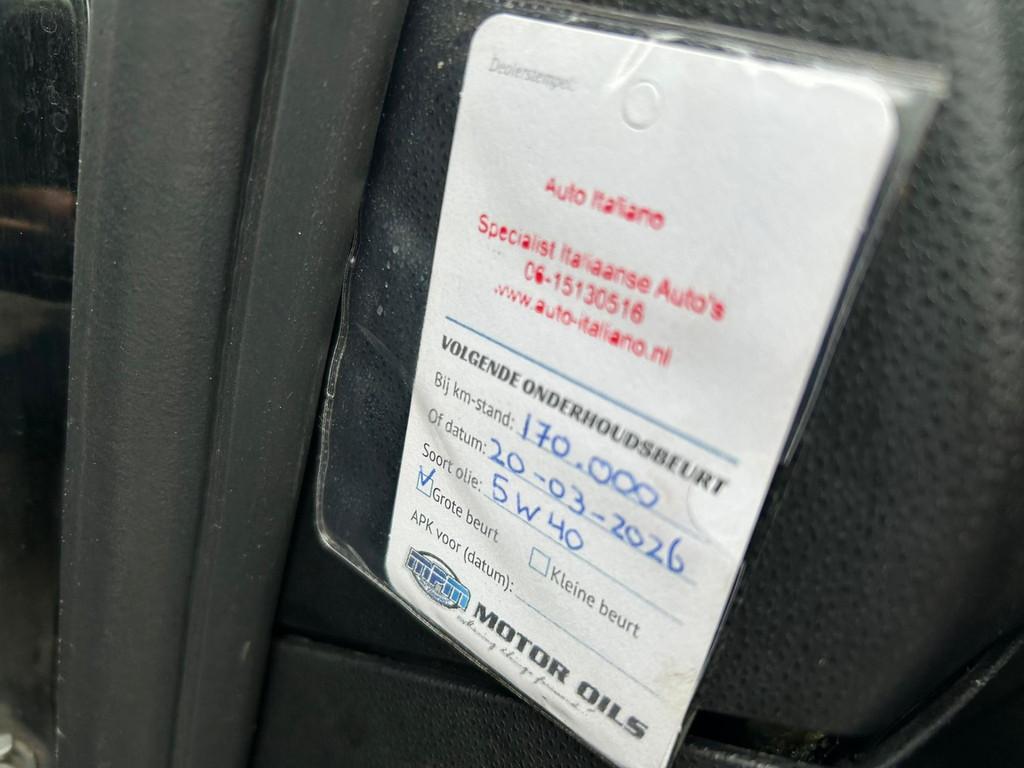 Dealerstempel:
Auto Italiano
Specialist Italiaanse Auto's
06-15130516
www.auto-italiano.nl
VOLGENDE ONDERHOUDSBEURT
Bij km-stand: 170.000
Of datum: 20-03-2026
Soort olie: 5W40
Grote beurt Kleine beurt
APK voor (datum):
MPM MOTOR OILS